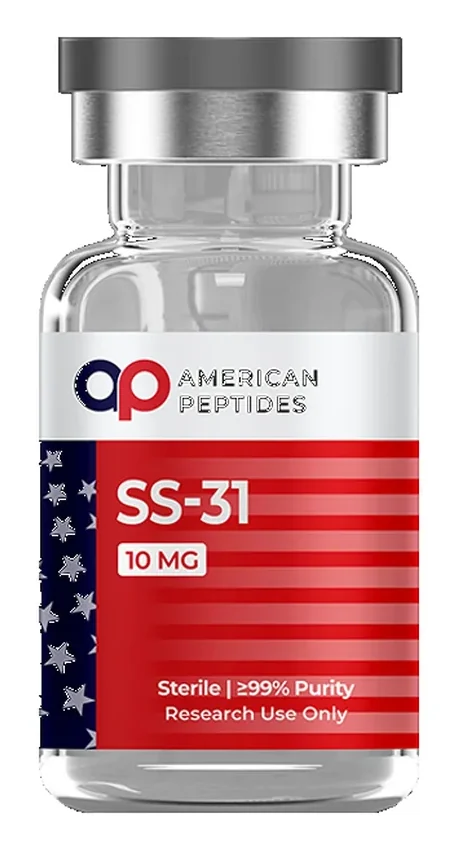 ap AMERICAN
PEPTIDES
SS-31
10 MG
Sterile | ≥99% Purity
Research Use Only